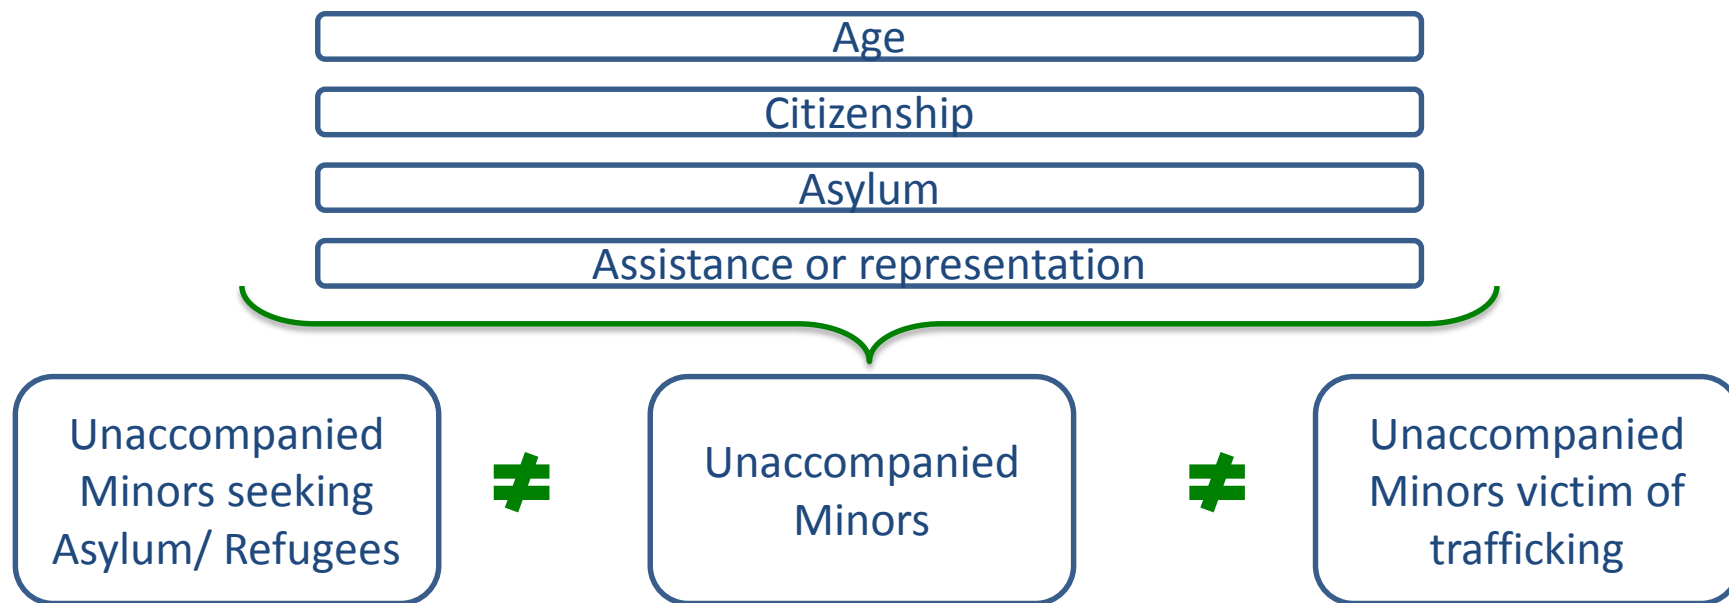 Age
Citizenship
Asylum
Assistance or representation
Unaccompanied
Minors seeking
Asylum/ Refugees
≠
Unaccompanied
Minors
≠
Unaccompanied
Minors victim of
trafficking